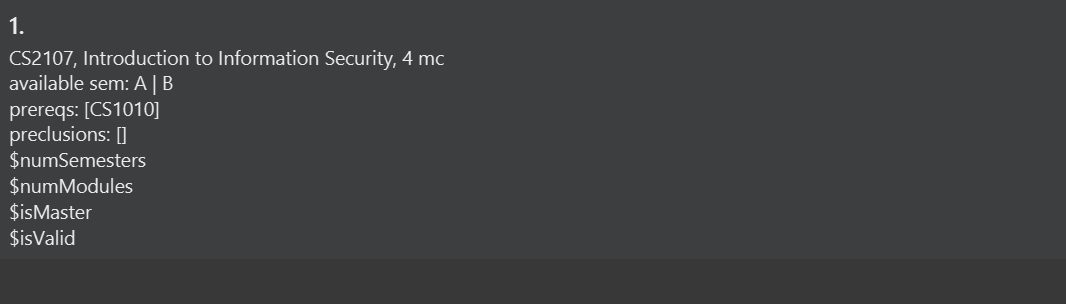 1.
CS2107, Introduction to Information Security, 4 mc
available sem: A | B
prereqs: [CS1010]
preclusions: []
$numSemesters
$numModules
$isMaster
$isValid